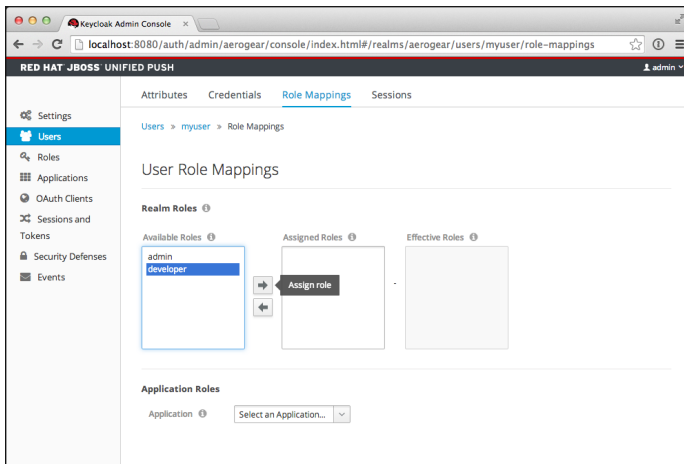 Keycloak Admin Console
localhost:8080/auth/admin/aerogear/console/index.html#/realms/aerogear/users/myuser/role-mappings
RED HAT JBOSS UNIFIED PUSH
admin
Attributes Credentials Role Mappings Sessions
Settings
Users
Roles
Applications
OAuth Clients
Sessions and
Tokens
Security Defenses
Events
Users » myuser » Role Mappings
User Role Mappings
Realm Roles
Available Roles Assigned Roles Effective Roles
admin
developer
Assign role
-
Application Roles
Application Select an Application...